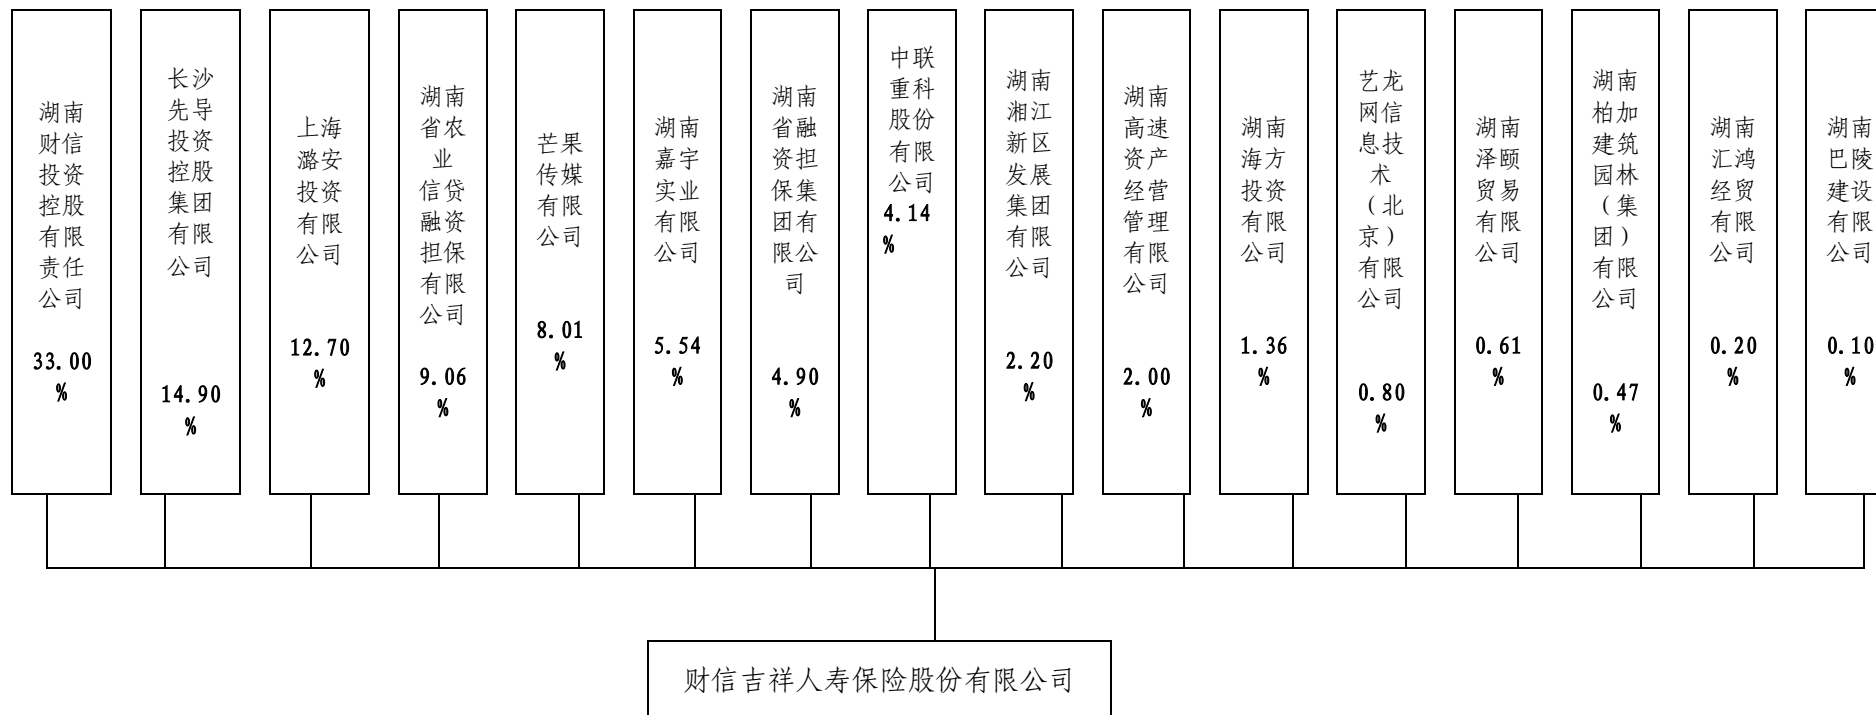 湖南
财信
投资
控股
有限
责任
公司
33.00
%
长沙
先导
投资
控股
集团
有限
公司
14.90
%
上海
潞安
投资
有限
公司
12.70
%
湖南
省农
业
信贷
融资
担保
有限
公司
9.06
%
芒果
传媒
有限
公司
8.01
%
湖南
嘉宇
实业
有限
公司
5.54
%
湖南
省融
资担
保集
团有
限公
司
4.90
%
中联
重科
股份
有限
公司
4.14
%
湖南
湘江
新区
发展
集团
有限
公司
2.20
%
湖南
高速
资产
经营
管理
有限
公司
2.00
%
湖南
海方
投资
有限
公司
1.36
%
艺龙
网信
息技
术
（北
京）
有限
公司
0.80
%
湖南
泽颐
贸易
有限
公司
0.61
%
湖南
柏加
建筑
园林
（集
团）
有限
公司
0.47
%
湖南
汇鸿
经贸
有限
公司
0.20
%
湖南
巴陵
建设
有限
公司
0.10
%
财信吉祥人寿保险股份有限公司